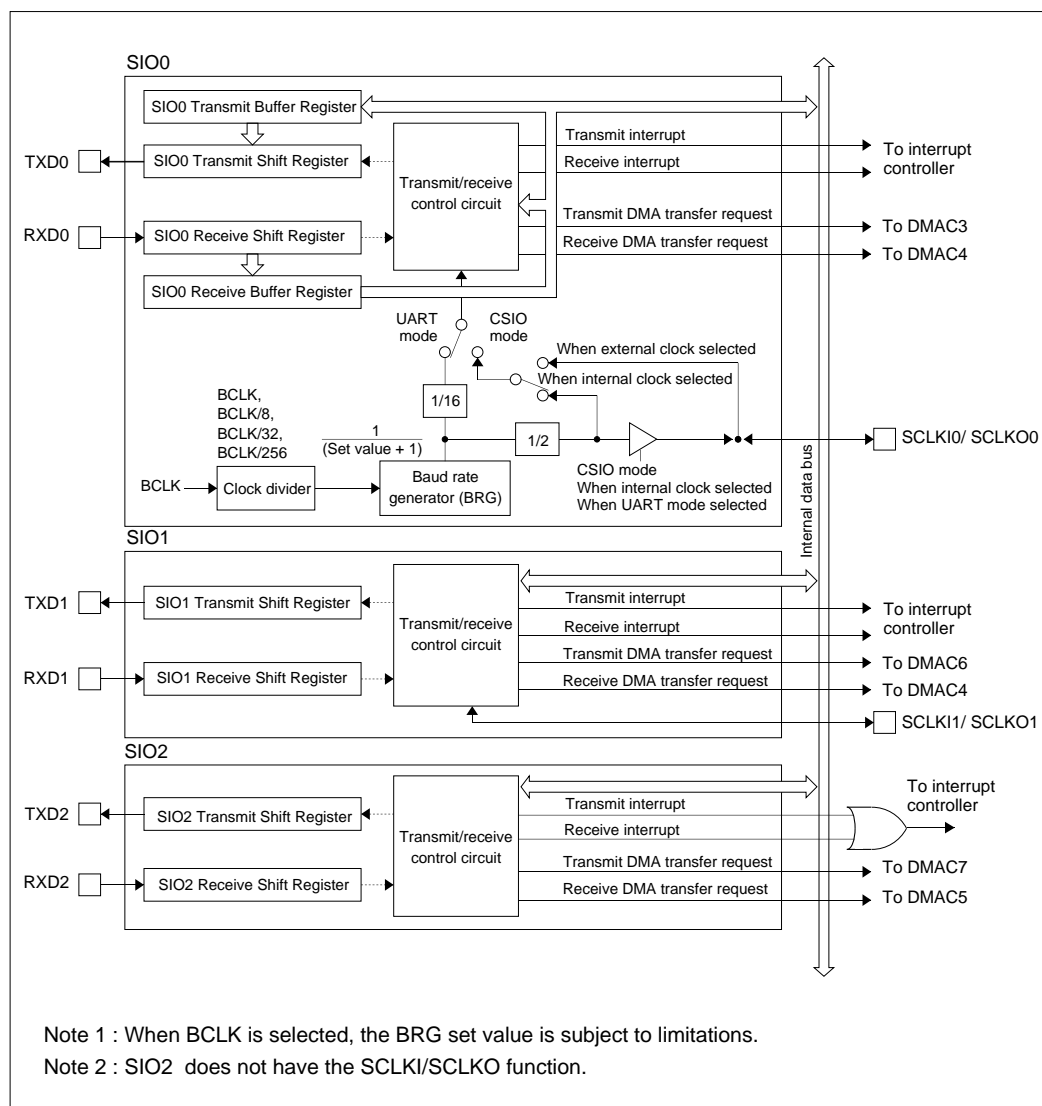 SIO0
SIO0 Transmit Buffer Register
TXD0
SIO0 Transmit Shift Register
Transmit/receive
control circuit
Transmit interrupt
Receive interrupt
To interrupt
controller
RXD0
SIO0 Receive Shift Register
Transmit DMA transfer request
To DMAC3
Receive DMA transfer request
To DMAC4
SIO0 Receive Buffer Register
UART
mode
CSIO
mode
When external clock selected
When internal clock selected
BCLK,
BCLK/8,
BCLK/32,
BCLK/256
1/16
1
(Set value + 1)
1/2
SCLKI0/ SCLKO0
BCLK
Clock divider
Baud rate
generator (BRG)
CSIO mode
When internal clock selected
When UART mode selected
Internal data bus
SIO1
TXD1
SIO1 Transmit Shift Register
Transmit/receive
control circuit
Transmit interrupt
Receive interrupt
To interrupt
controller
RXD1
SIO1 Receive Shift Register
Transmit DMA transfer request
To DMAC6
Receive DMA transfer request
To DMAC4
SCLKI1/ SCLKO1
SIO2
TXD2
SIO2 Transmit Shift Register
Transmit/receive
control circuit
Transmit interrupt
Receive interrupt
To interrupt
controller
RXD2
SIO2 Receive Shift Register
Transmit DMA transfer request
To DMAC7
Receive DMA transfer request
To DMAC5
Note 1 : When BCLK is selected, the BRG set value is subject to limitations.
Note 2 : SIO2 does not have the SCLKI/SCLKO function.